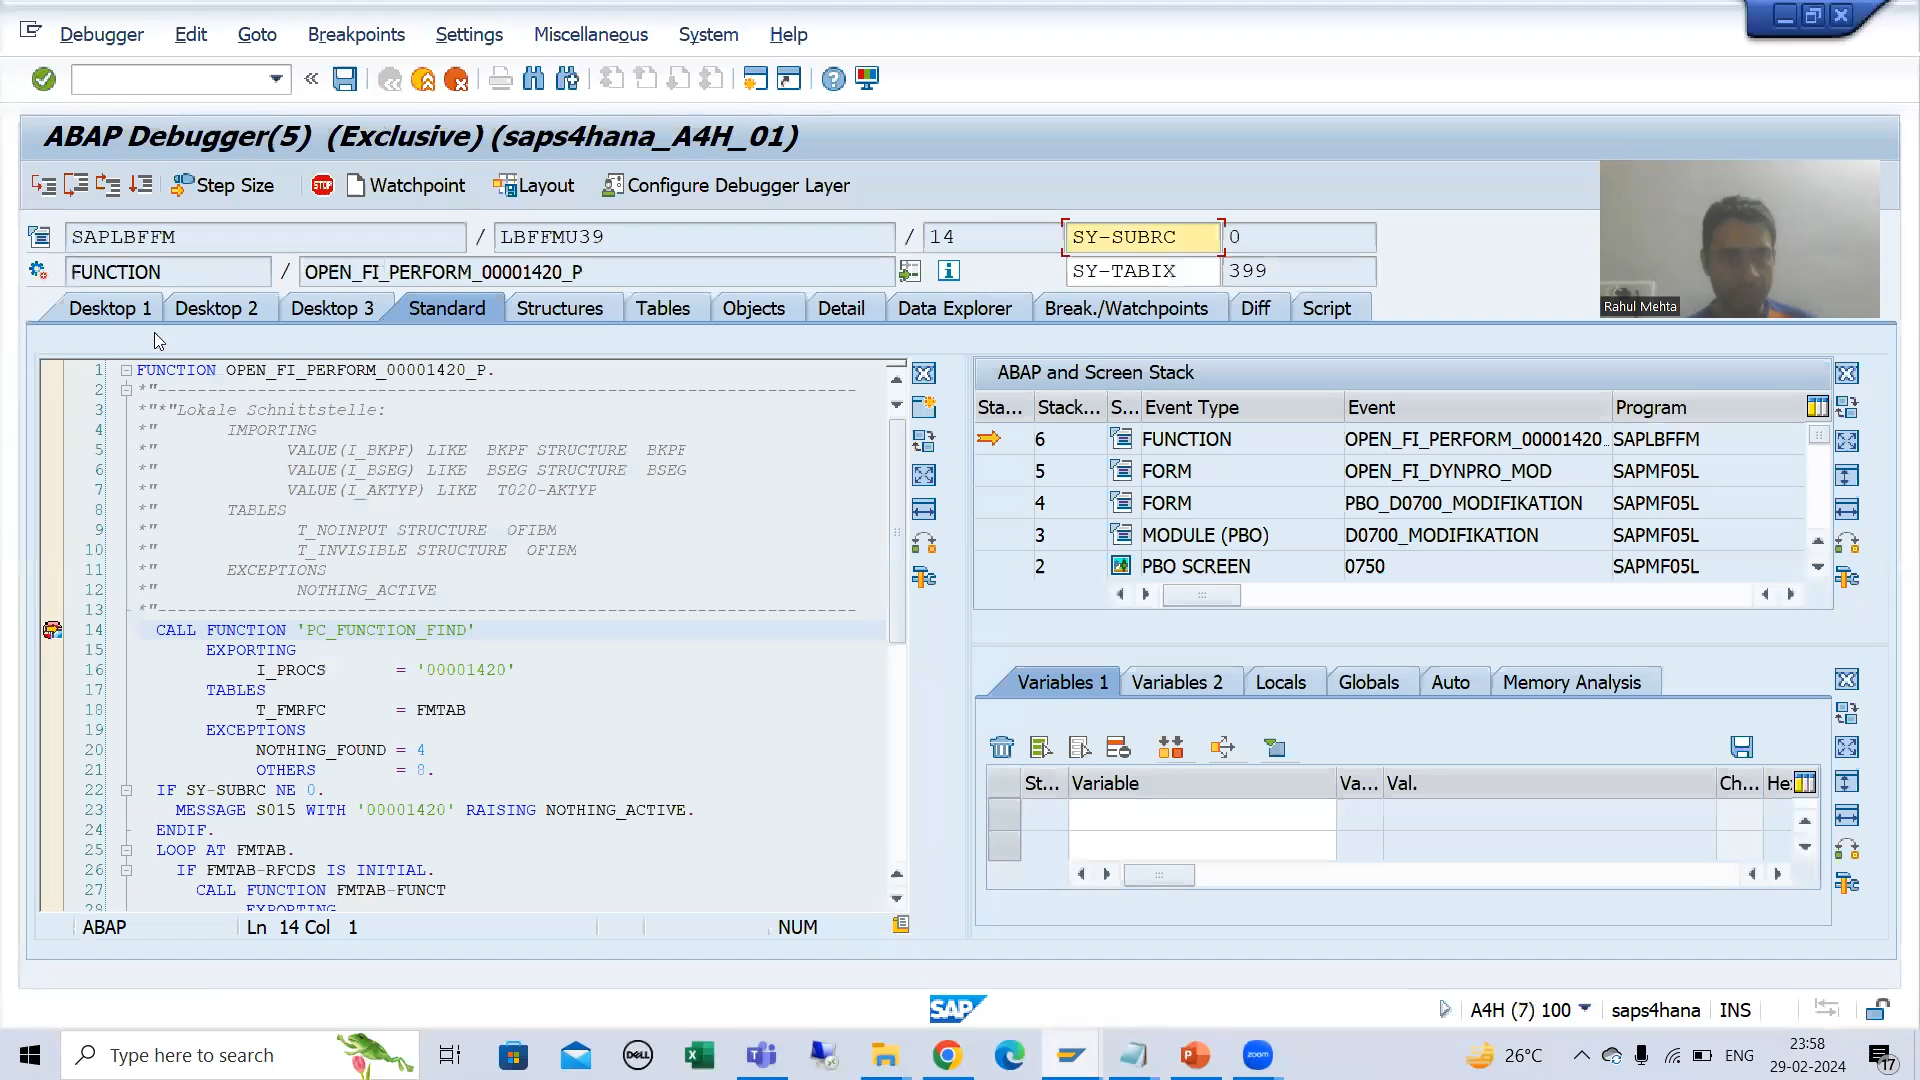 Debugger Edit Goto Breakpoints Settings Miscellaneous System Help
ABAP Debugger(5) (Exclusive) (saps4hana_A4H_01)
Step Size STOP Watchpoint Layout Configure Debugger Layer
SAPLBFFM / LBFFMU39 / 14 SY-SUBRC 0
FUNCTION / OPEN_FI_PERFORM_00001420_P SY-TABIX 399
Rahul Mehta
Desktop 1 Desktop 2 Desktop 3 Standard Structures Tables Objects Detail Data Explorer Break./Watchpoints Diff Script
1 FUNCTION OPEN_FI_PERFORM_00001420_P.
2 *"----------------------------------------------------------------------
3 *"*"Lokale Schnittstelle:
4 *" IMPORTING
5 *" VALUE(I_BKPF) LIKE BKPF STRUCTURE BKPF
6 *" VALUE(I_BSEG) LIKE BSEG STRUCTURE BSEG
7 *" VALUE(I_AKTYP) LIKE T020-AKTYP
8 *" TABLES
9 *" T_NOINPUT STRUCTURE OFIBM
10 *" T_INVISIBLE STRUCTURE OFIBM
11 *" EXCEPTIONS
12 *" NOTHING_ACTIVE
13 *"----------------------------------------------------------------------
14 CALL FUNCTION 'PC_FUNCTION_FIND'
15 EXPORTING
16 I_PROCS = '00001420'
17 TABLES
18 T_FMRFC = FMTAB
19 EXCEPTIONS
20 NOTHING_FOUND = 4
21 OTHERS = 8.
22 IF SY-SUBRC NE 0.
23 MESSAGE S015 WITH '00001420' RAISING NOTHING_ACTIVE.
24 ENDIF.
25 LOOP AT FMTAB.
26 IF FMTAB-RFCDS IS INITIAL.
27 CALL FUNCTION FMTAB-FUNCT
28 EXPORTING
ABAP Ln 14 Col 1 NUM
ABAP and Screen Stack
Sta... Stack... S... Event Type Event Program
6 FUNCTION OPEN_FI_PERFORM_00001420... SAPLBFFM
5 FORM OPEN_FI_DYNPRO_MOD SAPMF05L
4 FORM PBO_D0700_MODIFIKATION SAPMF05L
3 MODULE (PBO) D0700_MODIFIKATION SAPMF05L
2 PBO SCREEN 0750 SAPMF05L
Variables 1 Variables 2 Locals Globals Auto Memory Analysis
St... Variable Va... Val. Ch... He
SAP A4H (7) 100 saps4hana INS
Type here to search DELL zoom 26°C ENG 23:58
29-02-2024 17